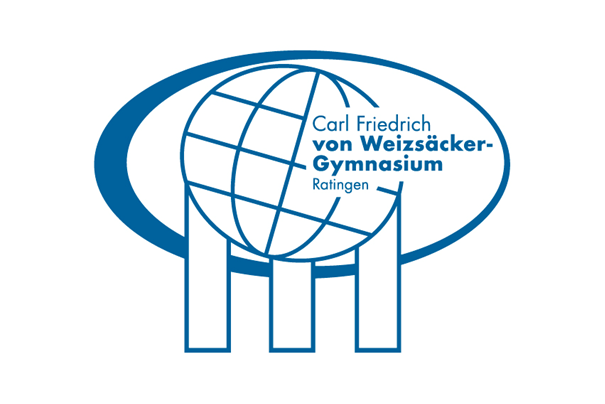 Carl Friedrich
von Weizsäcker-
Gymnasium
Ratingen